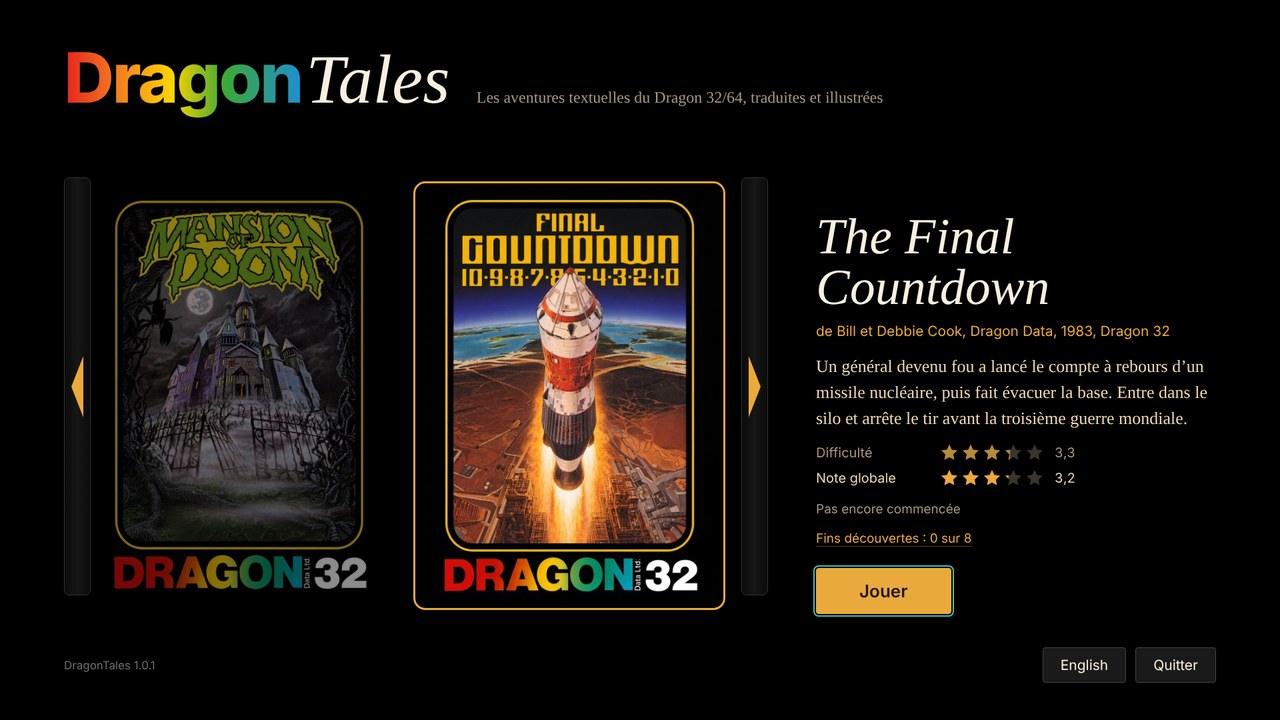 DragonTales
Les aventures textuelles du Dragon 32/64, traduites et illustrées
MANSION
OF
DOOM
DRAGON Data Ltd. 32
FINAL
COUNTDOWN
10·9·8·7·6·5·4·3·2·1·0
DRAGON Data Ltd. 32
The Final
Countdown
de Bill et Debbie Cook, Dragon Data, 1983, Dragon 32
Un général devenu fou a lancé le compte à rebours d’un
missile nucléaire, puis fait évacuer la base. Entre dans le
silo et arrête le tir avant la troisième guerre mondiale.
Difficulté 3,3
Note globale 3,2
Pas encore commencée
Fins découvertes : 0 sur 8
Jouer
DragonTales 1.0.1
English
Quitter